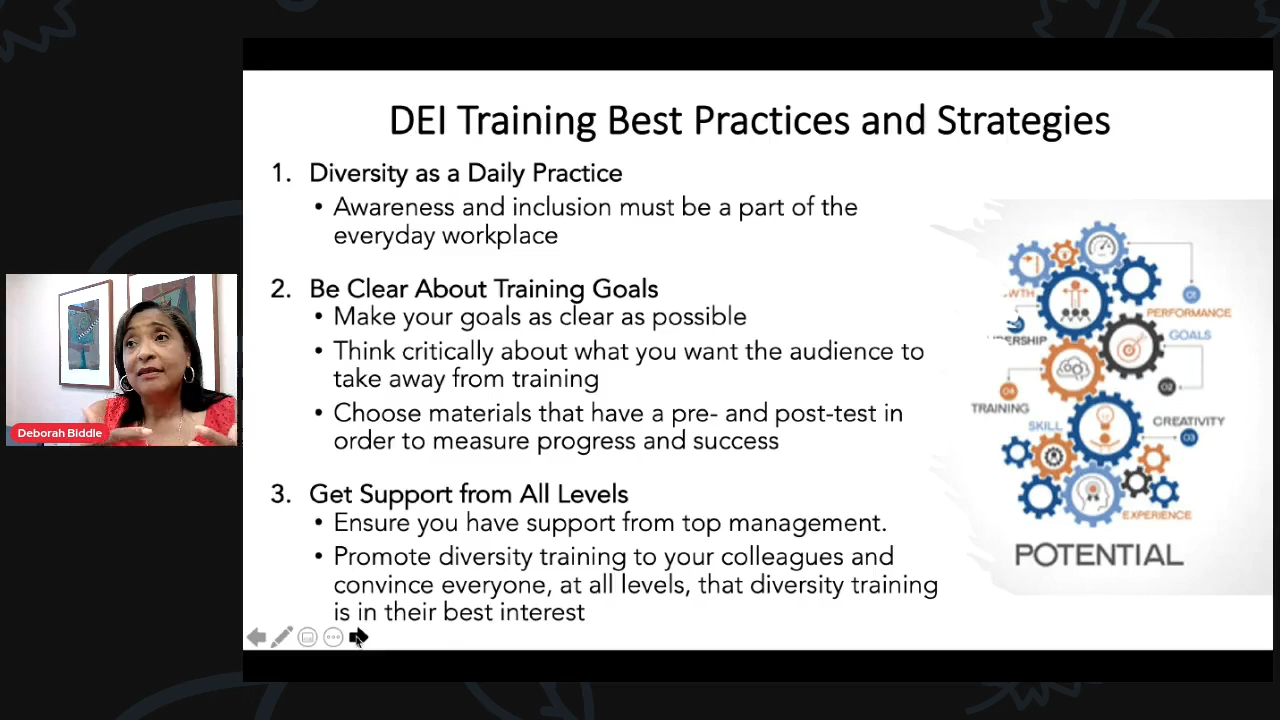 DEI Training Best Practices and Strategies
1. Diversity as a Daily Practice
• Awareness and inclusion must be a part of the
everyday workplace
2. Be Clear About Training Goals
• Make your goals as clear as possible
• Think critically about what you want the audience to
take away from training
• Choose materials that have a pre- and post-test in
order to measure progress and success
3. Get Support from All Levels
• Ensure you have support from top management.
• Promote diversity training to your colleagues and
convince everyone, at all levels, that diversity training
is in their best interest
01
PERFORMANCE
GOALS
02
04
TRAINING
SKILL
CREATIVITY
03
EXPERIENCE
POTENTIAL
Deborah Biddle